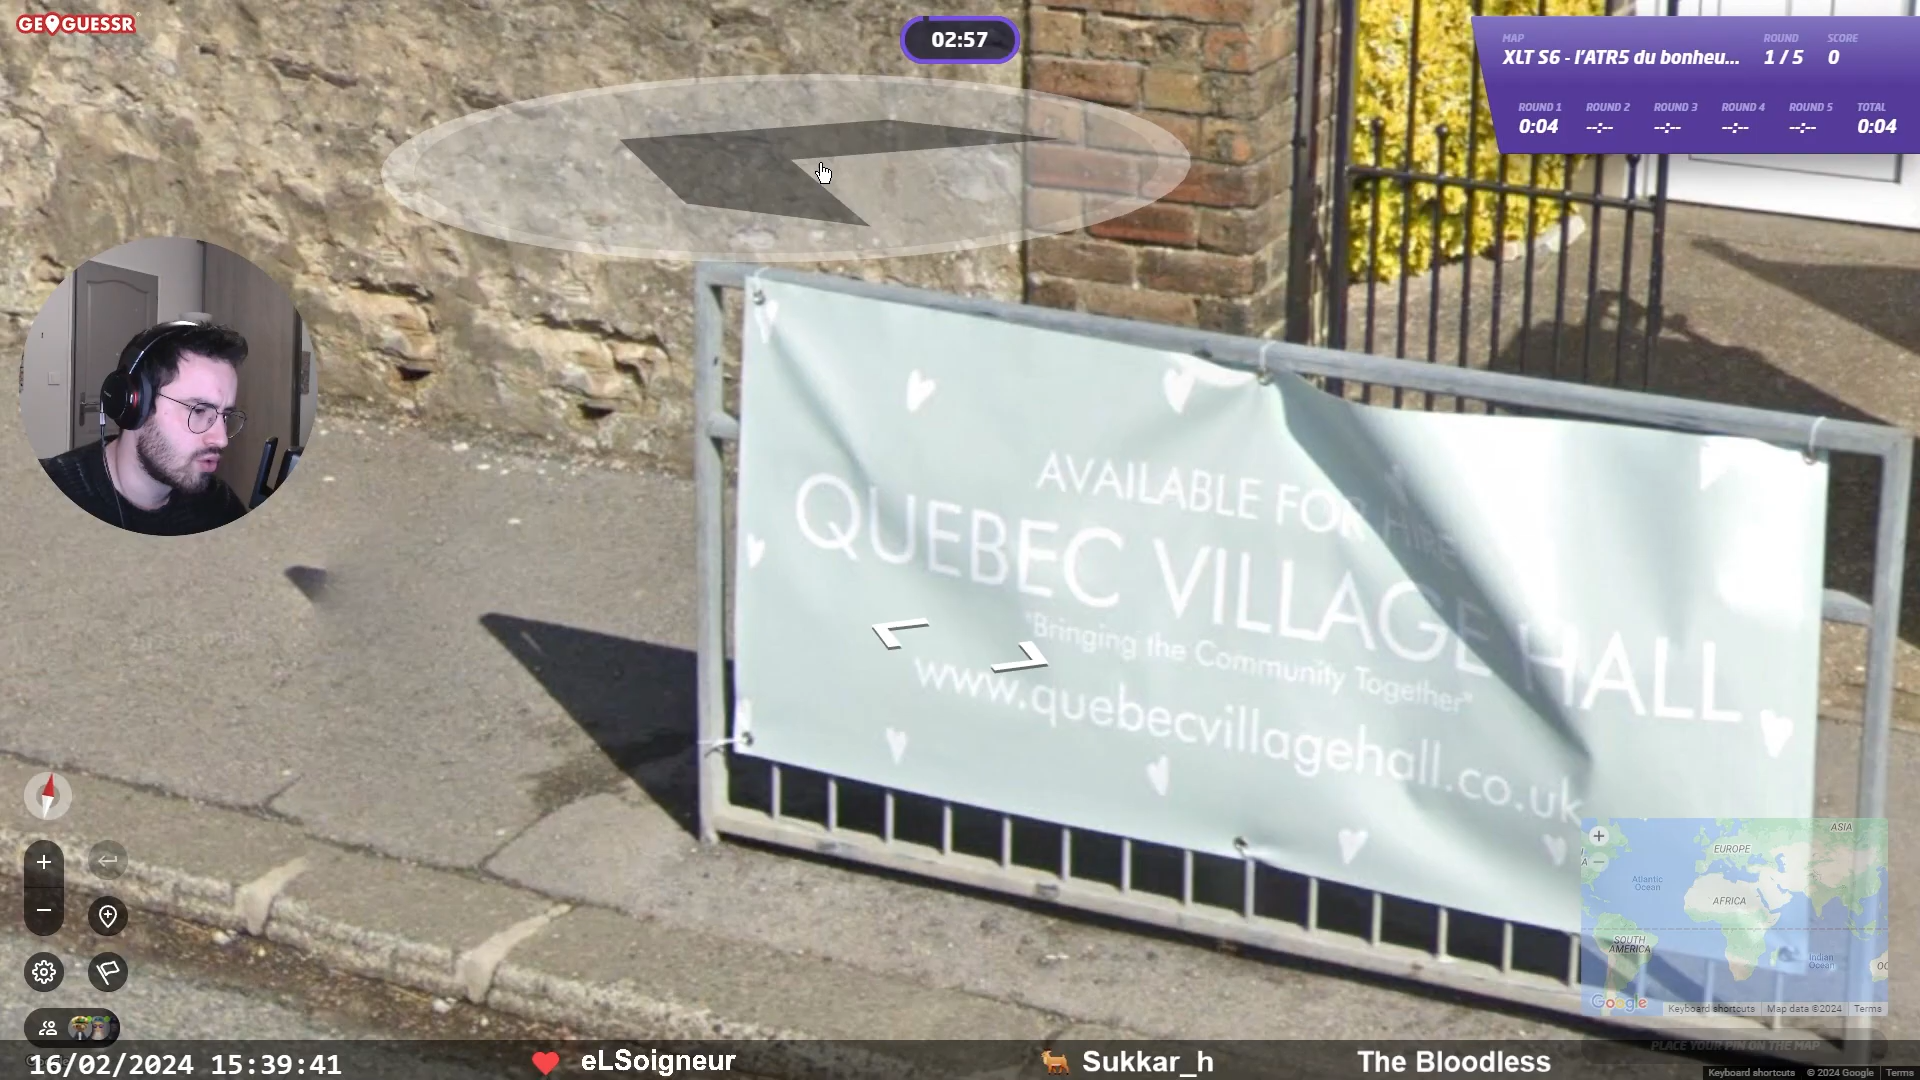 GEOGUESSR
02:57
MAP
XLT S6 - l'ATR5 du bonheu...
ROUND
1 / 5
SCORE
0
ROUND 1
0:04
ROUND 2
--:--
ROUND 3
--:--
ROUND 4
--:--
ROUND 5
--:--
TOTAL
0:04
AVAILABLE FOR HIRE
QUEBEC VILLAGE HALL
"Bringing the Community Together"
www.quebecvillagehall.co.uk
ASIA
EUROPE
Atlantic
Ocean
AFRICA
SOUTH
AMERICA
Indian
Ocean
Google
Keyboard shortcuts
Map data ©2024
Terms
PLACE YOUR PIN ON THE MAP
16/02/2024 15:39:41
eLSoigneur
Sukkar_h
The Bloodless
Keyboard shortcuts
© 2024 Google
Terms